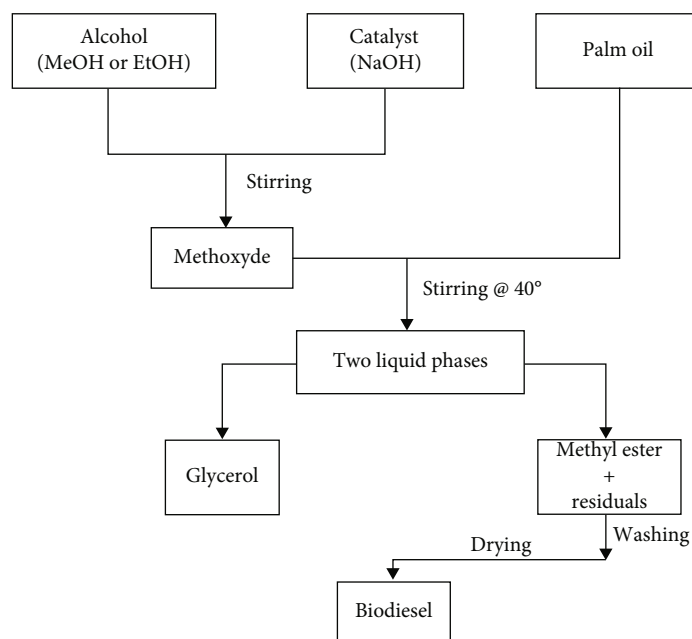 Alcohol
(MeOH or EtOH)
Catalyst
(NaOH)
Palm oil
Stirring
Methoxyde
Stirring @ 40°
Two liquid phases
Glycerol
Methyl ester
+
residuals
Washing
Drying
Biodiesel